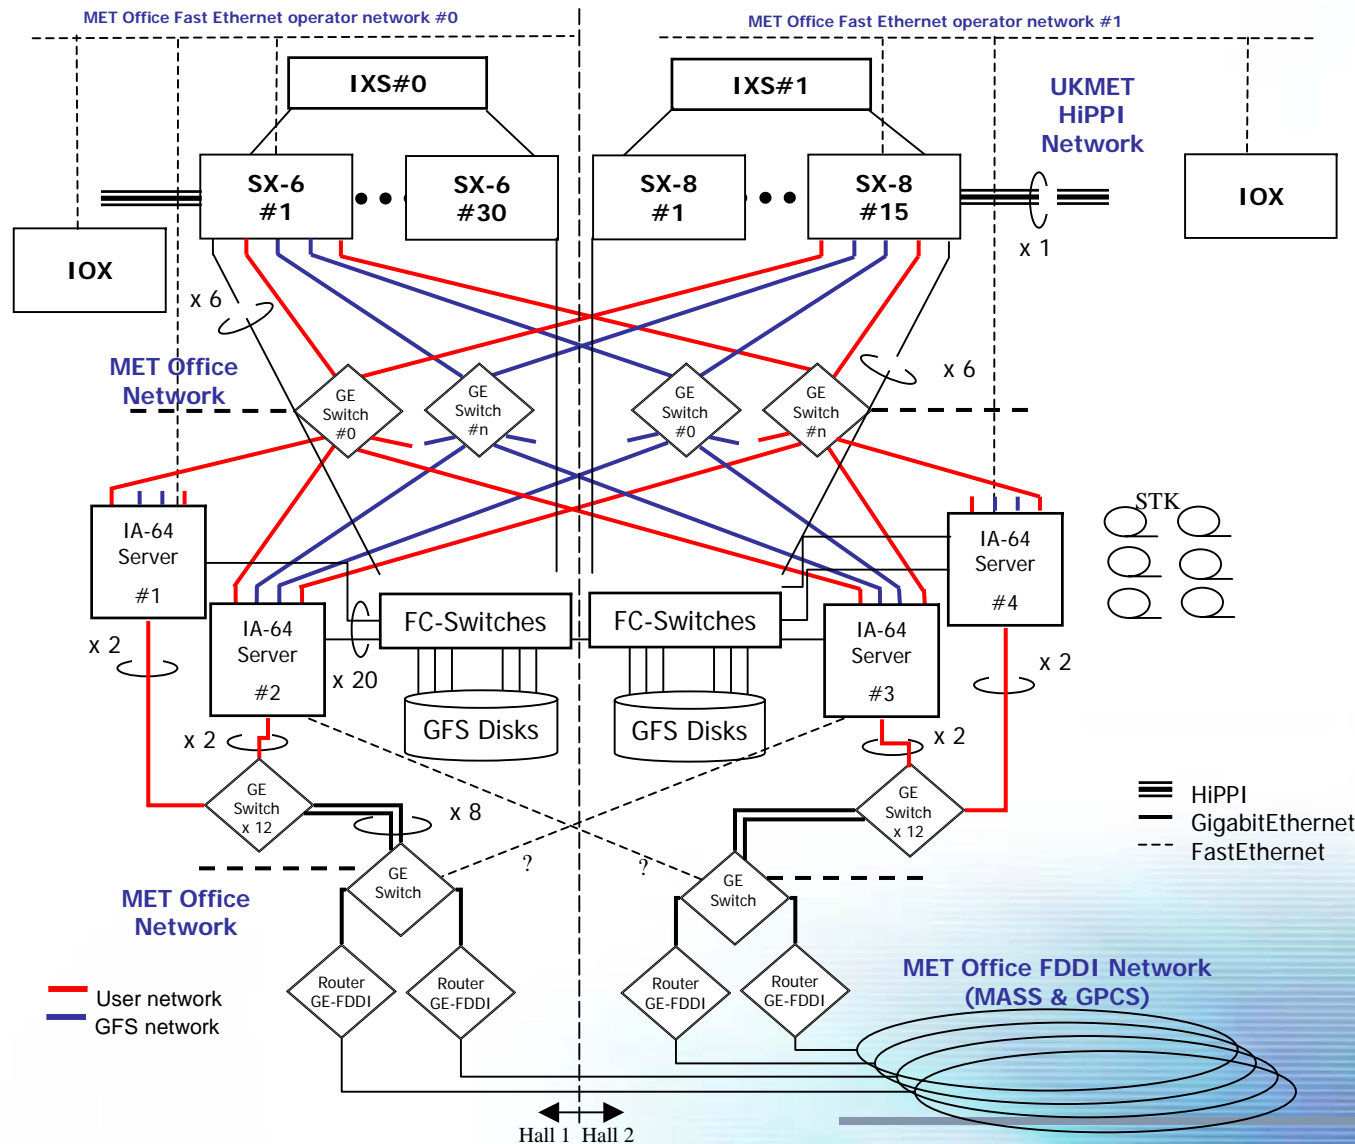 MET Office Fast Ethernet operator network #0
MET Office Fast Ethernet operator network #1
IXS#0
IXS#1
UKMET
HiPPI
Network
SX-6
#1
SX-6
#30
SX-8
#1
SX-8
#15
IOX
IOX
x 1
x 6
x 6
MET Office
Network
GE
Switch
#0
GE
Switch
#n
GE
Switch
#0
GE
Switch
#n
IA-64
Server
#1
IA-64
Server
#2
IA-64
Server
#3
IA-64
Server
#4
STK
FC-Switches
FC-Switches
x 2
x 20
x 2
GFS Disks
GFS Disks
x 2
x 2
GE
Switch
x 12
x 8
GE
Switch
x 12
HiPPI
GigabitEthernet
FastEthernet
?
?
GE
Switch
GE
Switch
MET Office
Network
Router
GE-FDDI
Router
GE-FDDI
Router
GE-FDDI
Router
GE-FDDI
MET Office FDDI Network
(MASS & GPCS)
User network
GFS network
Hall 1
Hall 2